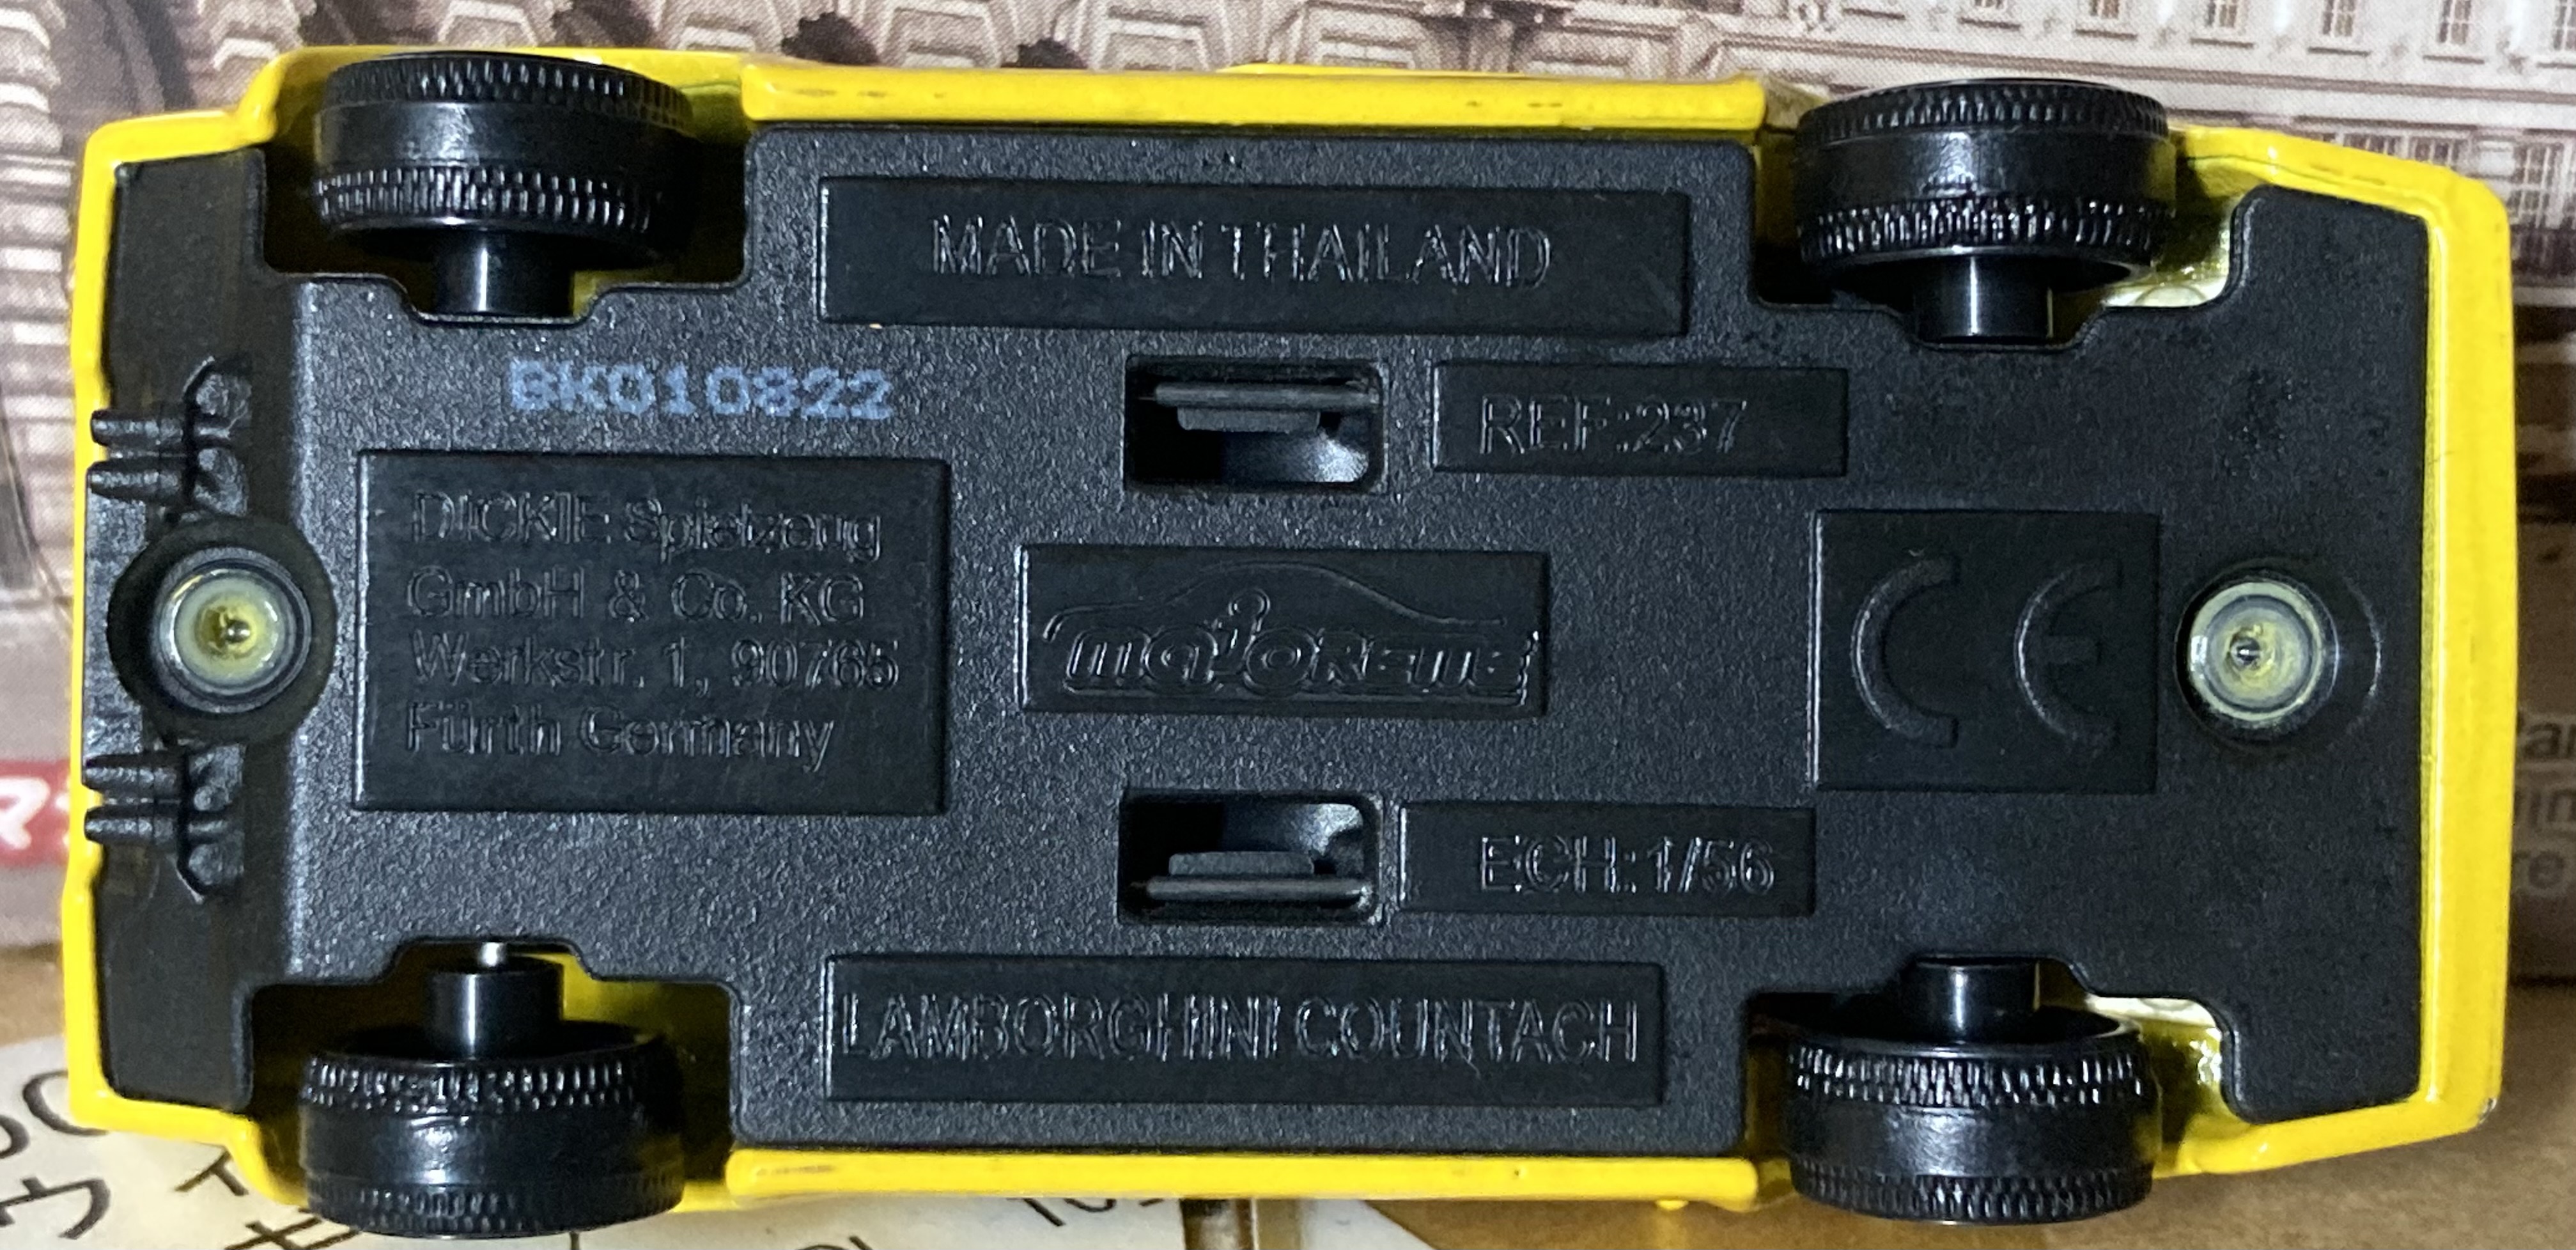 MADE IN THAILAND
BK010822
REF:237
DICKIE Spielzeug
GmbH & Co. KG
Werkstr. 1, 90765
Fürth Germany
majorette
CE
ECH:1/56
LAMBORGHINI COUNTACH